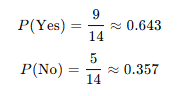 P(Yes) = 9/14 ≈ 0.643
P(No) = 5/14 ≈ 0.357